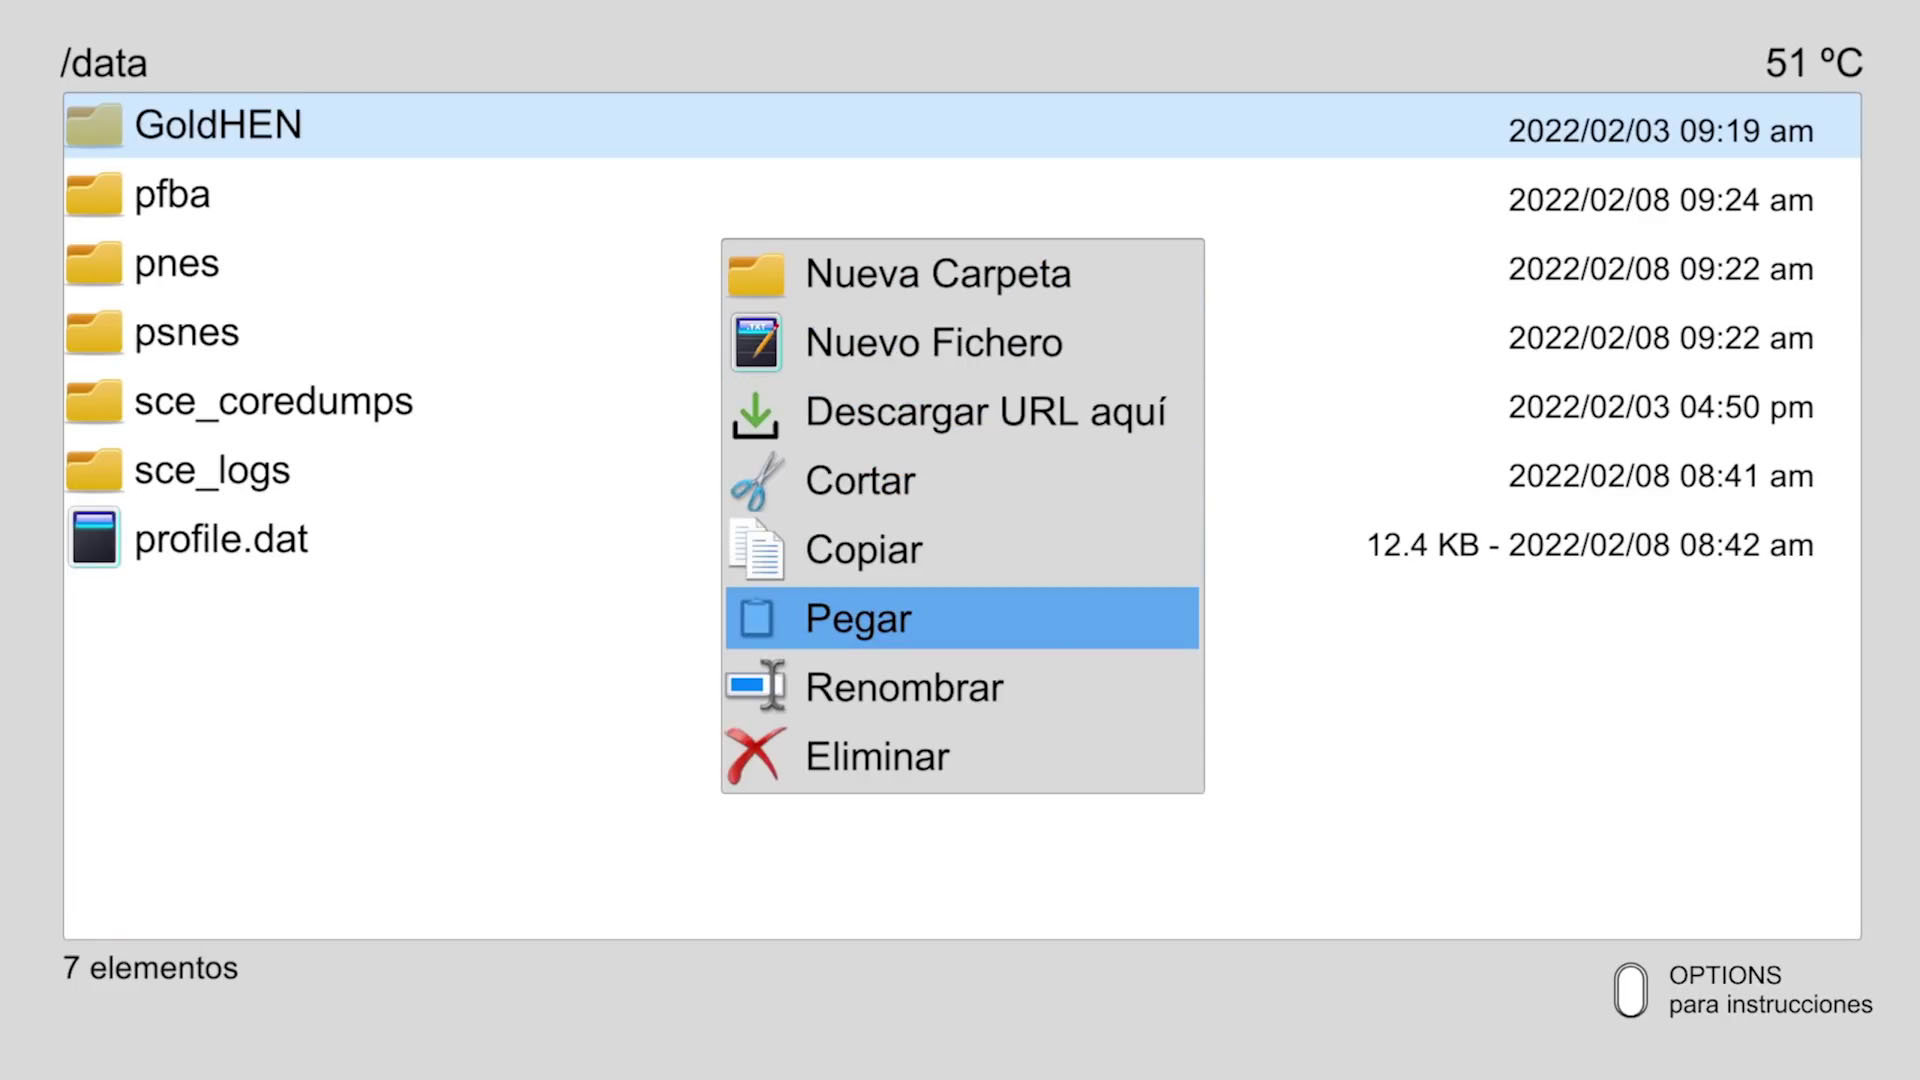 /data
51 ºC
GoldHEN
2022/02/03 09:19 am
pfba
2022/02/08 09:24 am
pnes
2022/02/08 09:22 am
psnes
2022/02/08 09:22 am
sce_coredumps
2022/02/03 04:50 pm
sce_logs
2022/02/08 08:41 am
profile.dat
12.4 KB - 2022/02/08 08:42 am
Nueva Carpeta
Nuevo Fichero
Descargar URL aquí
Cortar
Copiar
Pegar
Renombrar
Eliminar
7 elementos
OPTIONS
para instrucciones